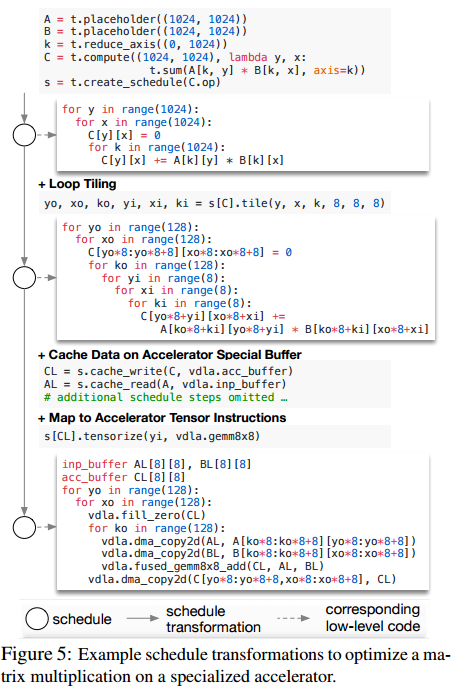 A = t.placeholder((1024, 1024))
B = t.placeholder((1024, 1024))
k = t.reduce_axis((0, 1024))
C = t.compute((1024, 1024), lambda y, x:
t.sum(A[k, y] * B[k, x], axis=k))
s = t.create_schedule(C.op)
for y in range(1024):
for x in range(1024):
C[y][x] = 0
for k in range(1024):
C[y][x] += A[k][y] * B[k][x]
+ Loop Tiling
yo, xo, ko, yi, xi, ki = s[C].tile(y, x, k, 8, 8, 8)
for yo in range(128):
for xo in range(128):
C[yo*8:yo*8+8][xo*8:xo*8+8] = 0
for ko in range(128):
for yi in range(8):
for xi in range(8):
for ki in range(8):
C[yo*8+yi][xo*8+xi] +=
A[ko*8+ki][yo*8+yi] * B[ko*8+ki][xo*8+xi]
+ Cache Data on Accelerator Special Buffer
CL = s.cache_write(C, vdla.acc_buffer)
AL = s.cache_read(A, vdla.inp_buffer)
# additional schedule steps omitted …
+ Map to Accelerator Tensor Instructions
s[CL].tensorize(yi, vdla.gemm8x8)
inp_buffer AL[8][8], BL[8][8]
acc_buffer CL[8][8]
for yo in range(128):
for xo in range(128):
vdla.fill_zero(CL)
for ko in range(128):
vdla.dma_copy2d(AL, A[ko*8:ko*8+8][yo*8:yo*8+8])
vdla.dma_copy2d(BL, B[ko*8:ko*8+8][xo*8:xo*8+8])
vdla.fused_gemm8x8_add(CL, AL, BL)
vdla.dma_copy2d(C[yo*8:yo*8+8,xo*8:xo*8+8], CL)
schedule
schedule
transformation
corresponding
low-level code
Figure 5: Example schedule transformations to optimize a ma-
trix multiplication on a specialized accelerator.